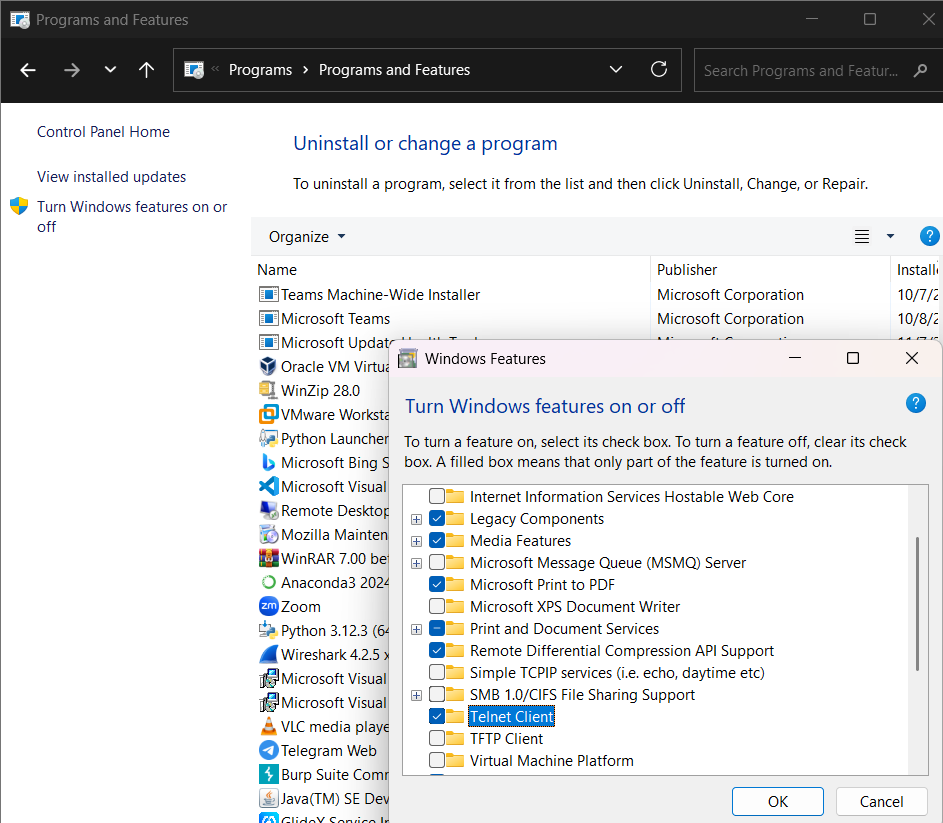 Programs and Features
Programs › Programs and Features
Search Programs and Featur...
Control Panel Home
View installed updates
Turn Windows features on or
off
Uninstall or change a program
To uninstall a program, select it from the list and then click Uninstall, Change, or Repair.
Organize
Name Publisher Install
Teams Machine-Wide Installer Microsoft Corporation 10/7/2
Microsoft Teams Microsoft Corporation 10/8/2
Microsoft Update
Oracle VM Virtua
WinZip 28.0
VMware Worksta
Python Launcher
Microsoft Bing S
Microsoft Visual
Remote Desktop
Mozilla Mainten
WinRAR 7.00 bet
Anaconda3 2024
Zoom
Python 3.12.3 (64
Wireshark 4.2.5 x
Microsoft Visual
Microsoft Visual
VLC media playe
Telegram Web
Burp Suite Comm
Java(TM) SE Dev
GlideX Service
Windows Features
Turn Windows features on or off
To turn a feature on, select its check box. To turn a feature off, clear its check
box. A filled box means that only part of the feature is turned on.
Internet Information Services Hostable Web Core
Legacy Components
Media Features
Microsoft Message Queue (MSMQ) Server
Microsoft Print to PDF
Microsoft XPS Document Writer
Print and Document Services
Remote Differential Compression API Support
Simple TCPIP services (i.e. echo, daytime etc)
SMB 1.0/CIFS File Sharing Support
Telnet Client
TFTP Client
Virtual Machine Platform
OK Cancel